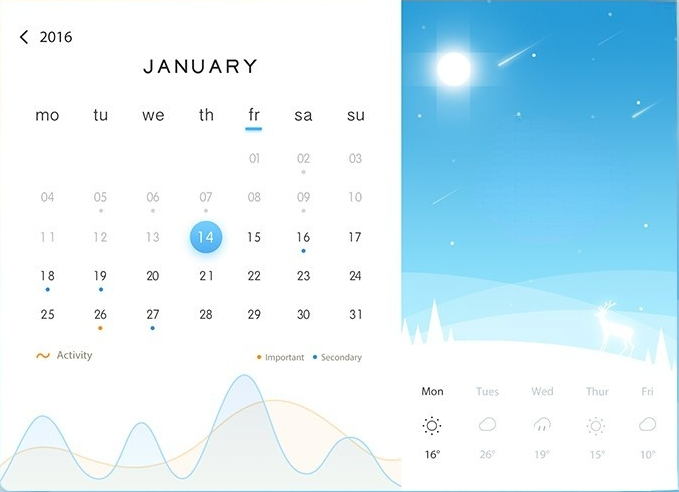 2016
JANUARY
mo tu we th fr sa su
01 02 03
04 05 06 07 08 09 10
11 12 13 14 15 16 17
18 19 20 21 22 23 24
25 26 27 28 29 30 31
Activity Important Secondary
Mon Tues Wed Thur Fri
16° 26° 19° 15° 10°